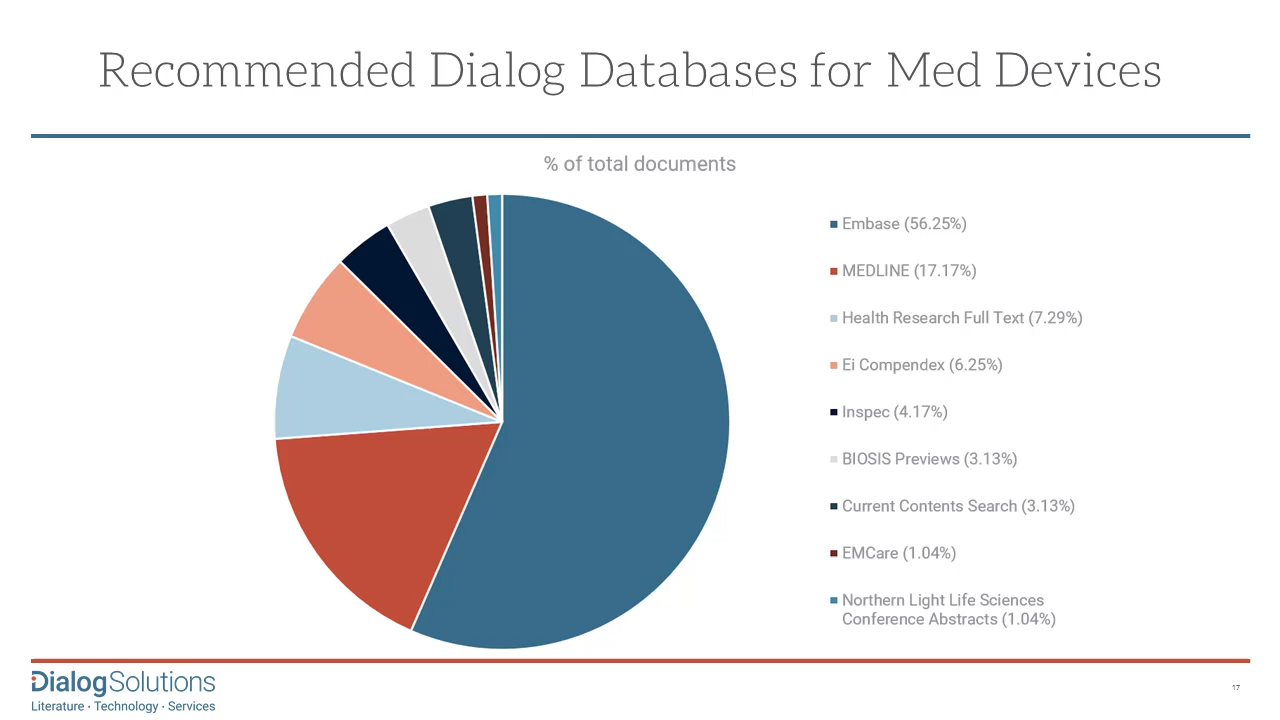 Recommended Dialog Databases for Med Devices
% of total documents
Embase (56.25%)
MEDLINE (17.17%)
Health Research Full Text (7.29%)
Ei Compendex (6.25%)
Inspec (4.17%)
BIOSIS Previews (3.13%)
Current Contents Search (3.13%)
EMCare (1.04%)
Northern Light Life Sciences
Conference Abstracts (1.04%)
DialogSolutions
Literature · Technology · Services
17